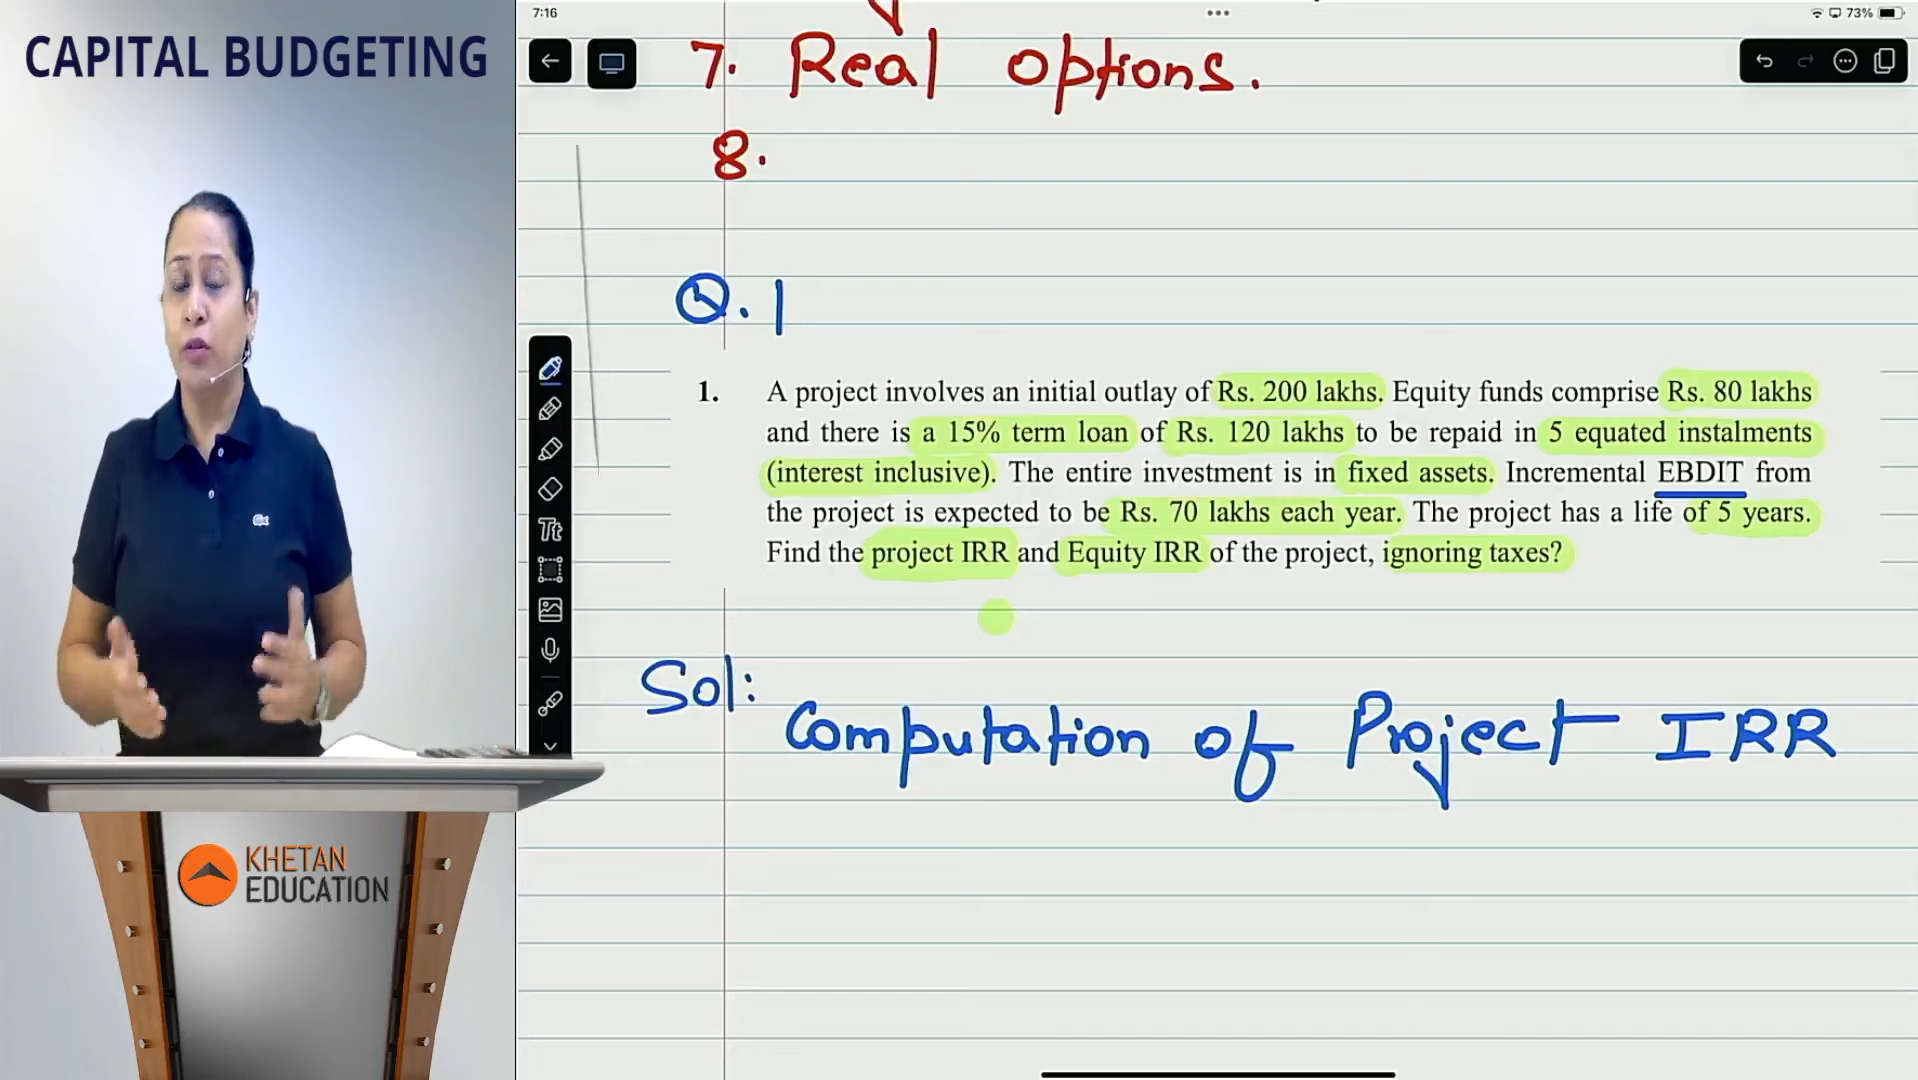 CAPITAL BUDGETING
7:16
73%
7. Real options.
8.
Q.1
1. A project involves an initial outlay of Rs. 200 lakhs. Equity funds comprise Rs. 80 lakhs
and there is a 15% term loan of Rs. 120 lakhs to be repaid in 5 equated instalments
(interest inclusive). The entire investment is in fixed assets. Incremental EBDIT from
the project is expected to be Rs. 70 lakhs each year. The project has a life of 5 years.
Find the project IRR and Equity IRR of the project, ignoring taxes?
Tt
Sol:
Computation of Project IRR
KHETAN
EDUCATION